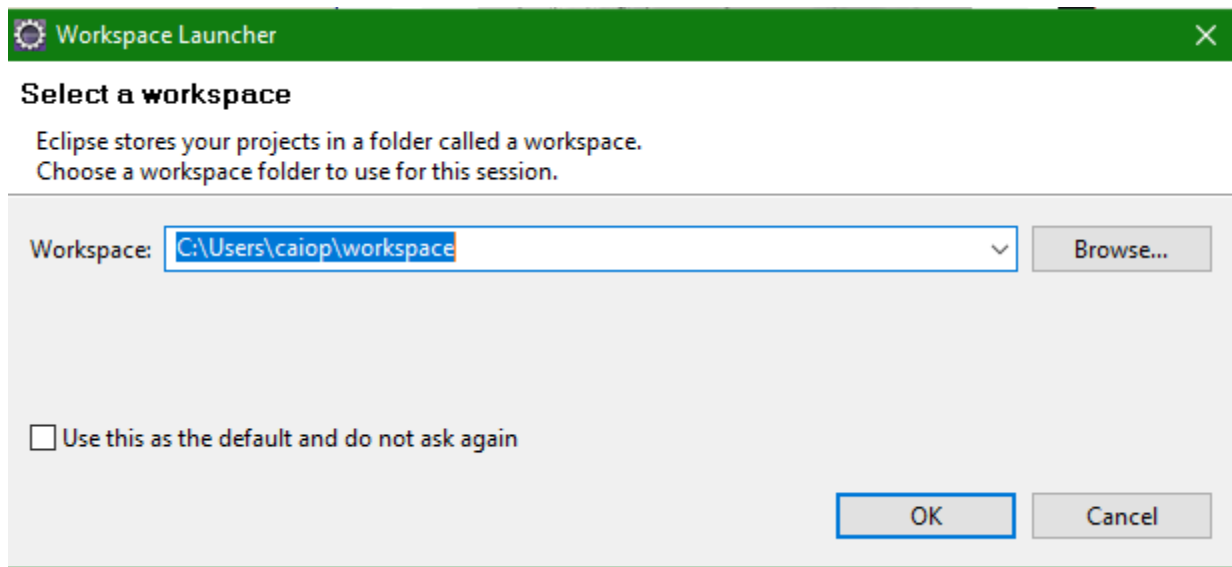 Workspace Launcher
Select a workspace
Eclipse stores your projects in a folder called a workspace.
Choose a workspace folder to use for this session.
Workspace: C:\Users\caiop\workspace Browse...
Use this as the default and do not ask again
OK Cancel